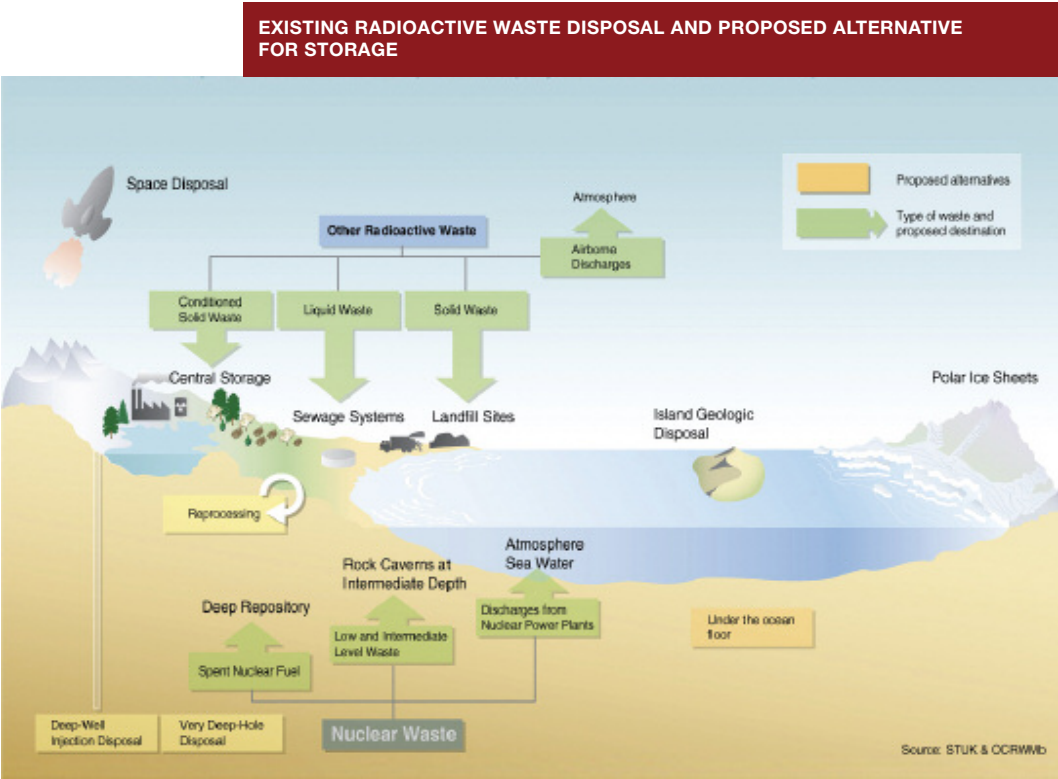 EXISTING RADIOACTIVE WASTE DISPOSAL AND PROPOSED ALTERNATIVE
FOR STORAGE
Space Disposal
Proposed alternatives
Type of waste and
proposed destination
Atmosphere
Other Radioactive Waste
Airborne
Discharges
Conditioned
Solid Waste
Liquid Waste
Solid Waste
Central Storage
Sewage Systems
Landfill Sites
Island Geologic
Disposal
Polar Ice Sheets
Reprocessing
Rock Caverns at
Intermediate Depth
Atmosphere
Sea Water
Deep Repository
Discharges from
Nuclear Power Plants
Low and Intermediate
Level Waste
Under the ocean
floor
Spent Nuclear Fuel
Deep-Well
Injection Disposal
Very Deep-Hole
Disposal
Nuclear Waste
Source: STUK & OCRWMb